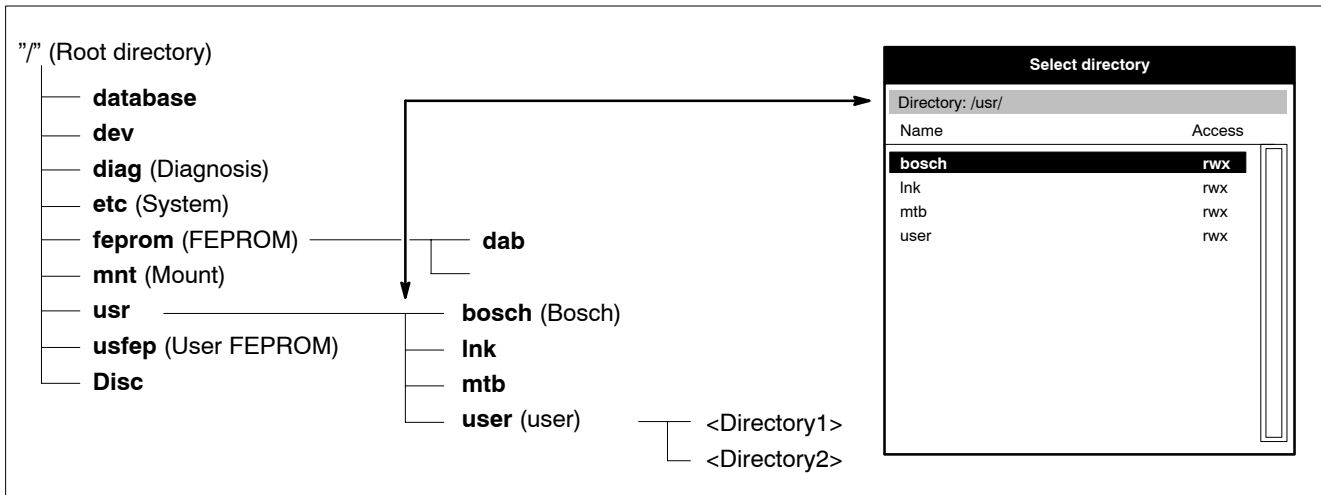 "/" (Root directory)
database
dev
diag (Diagnosis)
etc (System)
feprom (FEPROM)
dab
mnt (Mount)
usr
bosch (Bosch)
usfep (User FEPROM)
lnk
Disc
mtb
user (user)
<Directory1>
<Directory2>
Select directory
Directory: /usr/
Name Access
bosch rwx
lnk rwx
mtb rwx
user rwx